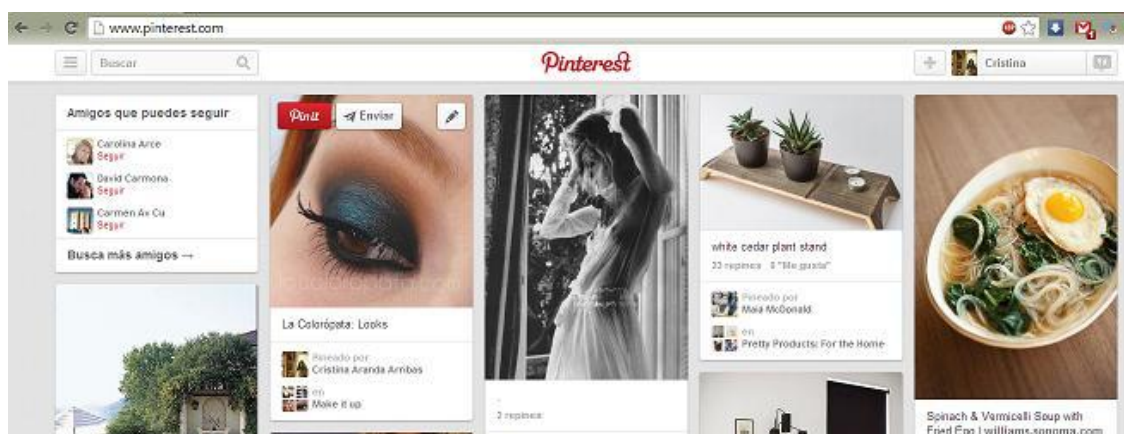 www.pinterest.com
Buscar
Pinterest
Cristina
Amigos que puedes seguir
Carolina Arce
Seguir
David Carmona
Seguir
Carmen Av Cu
Seguir
Busca más amigos →
Pin it
Enviar
La Colorópata: Looks
Pineado por
Cristina Aranda Arribas
en
Make it up
2 repines
white cedar plant stand
33 repines
"Me gusta"
Pineado por
Maia McDonald
en
Pretty Products: For the Home
Spinach & Vermicelli Soup with
Fried Egg | williams-sonoma.com